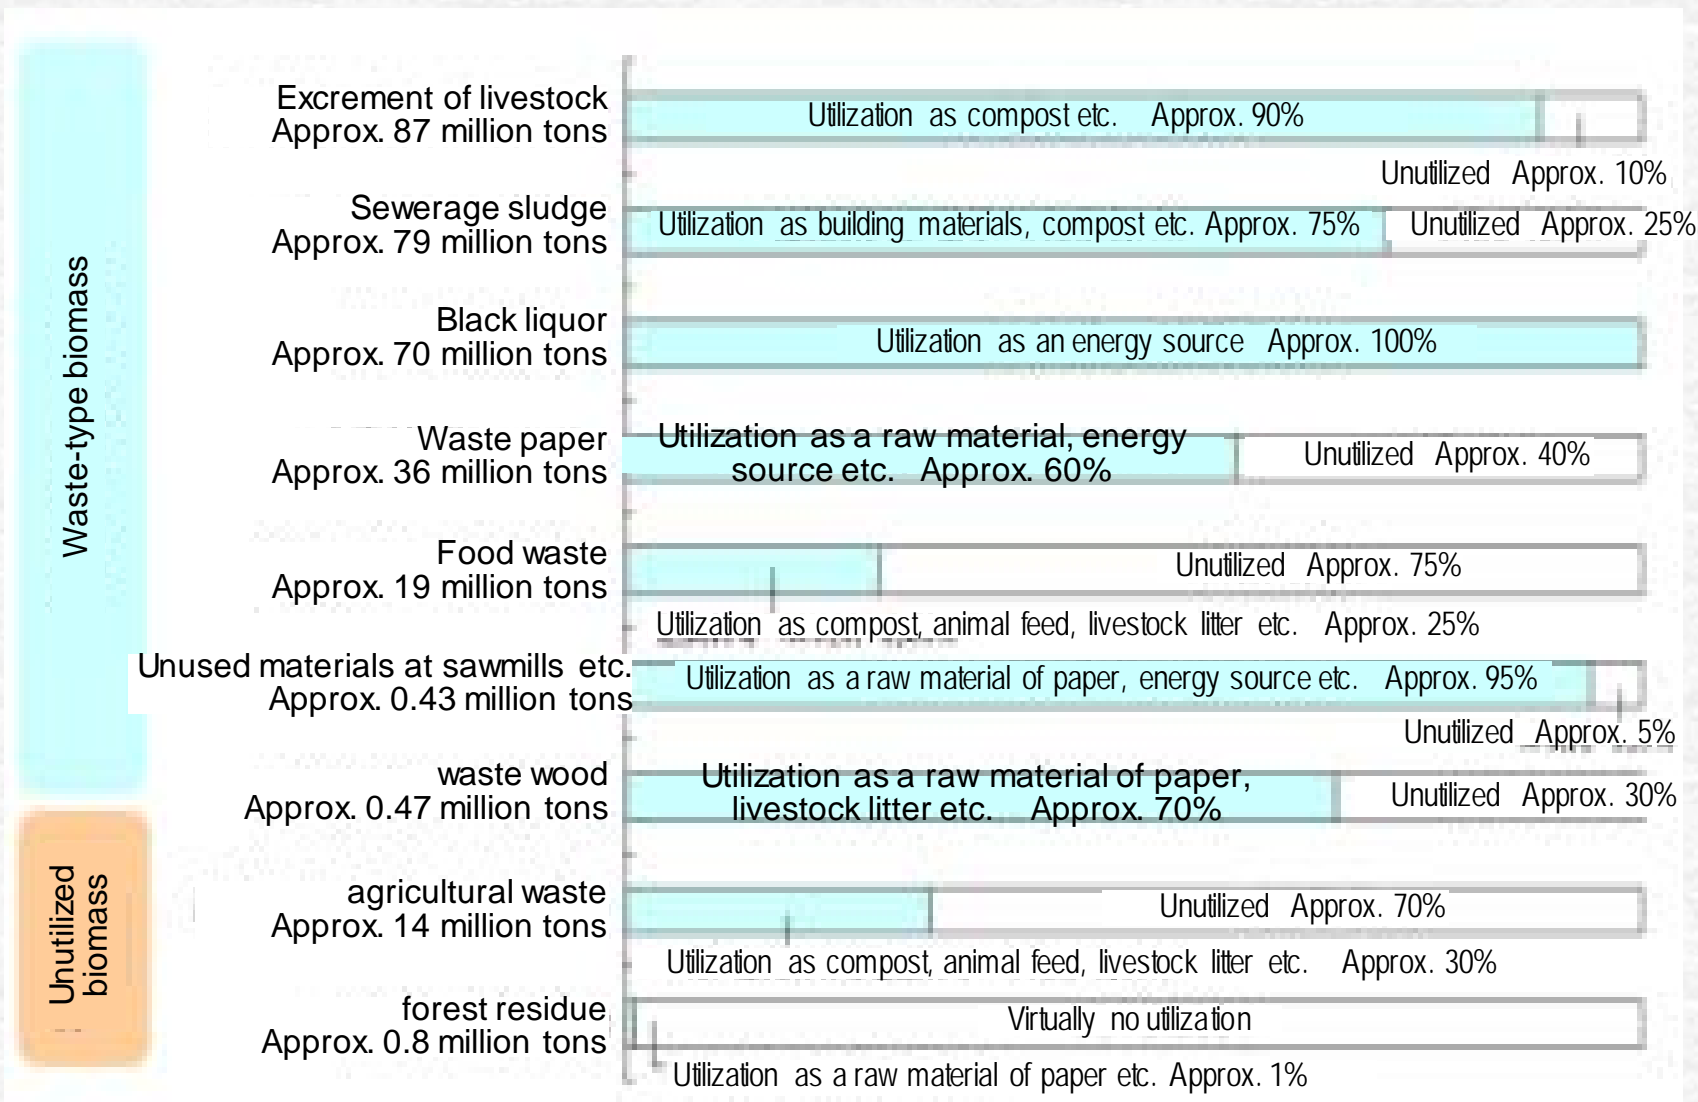 Waste-type biomass
Excrement of livestock
Approx. 87 million tons
Utilization as compost etc. Approx. 90%
Unutilized Approx. 10%
Sewerage sludge
Approx. 79 million tons
Utilization as building materials, compost etc. Approx. 75%
Unutilized Approx. 25%
Black liquor
Approx. 70 million tons
Utilization as an energy source Approx. 100%
Waste paper
Approx. 36 million tons
Utilization as a raw material, energy
source etc. Approx. 60%
Unutilized Approx. 40%
Food waste
Approx. 19 million tons
Unutilized Approx. 75%
Utilization as compost, animal feed, livestock litter etc. Approx. 25%
Unused materials at sawmills etc.
Approx. 0.43 million tons
Utilization as a raw material of paper, energy source etc. Approx. 95%
Unutilized Approx. 5%
waste wood
Approx. 0.47 million tons
Utilization as a raw material of paper,
livestock litter etc. Approx. 70%
Unutilized Approx. 30%
Unutilized
biomass
agricultural waste
Approx. 14 million tons
Unutilized Approx. 70%
Utilization as compost, animal feed, livestock litter etc. Approx. 30%
forest residue
Approx. 0.8 million tons
Virtually no utilization
Utilization as a raw material of paper etc. Approx. 1%